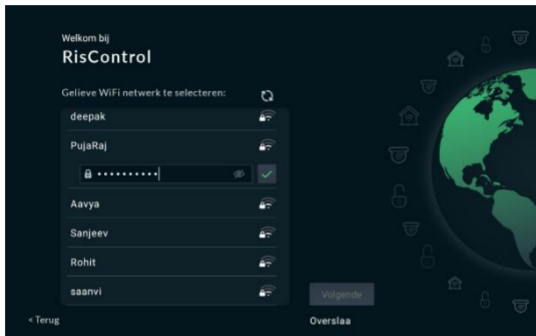 Welkom bij
RisControl
Gelieve WiFi netwerk te selecteren:
deepak
PujaRaj
••••••••••
Aavya
Sanjeev
Rohit
saanvi
Volgende
< Terug
Overslaa